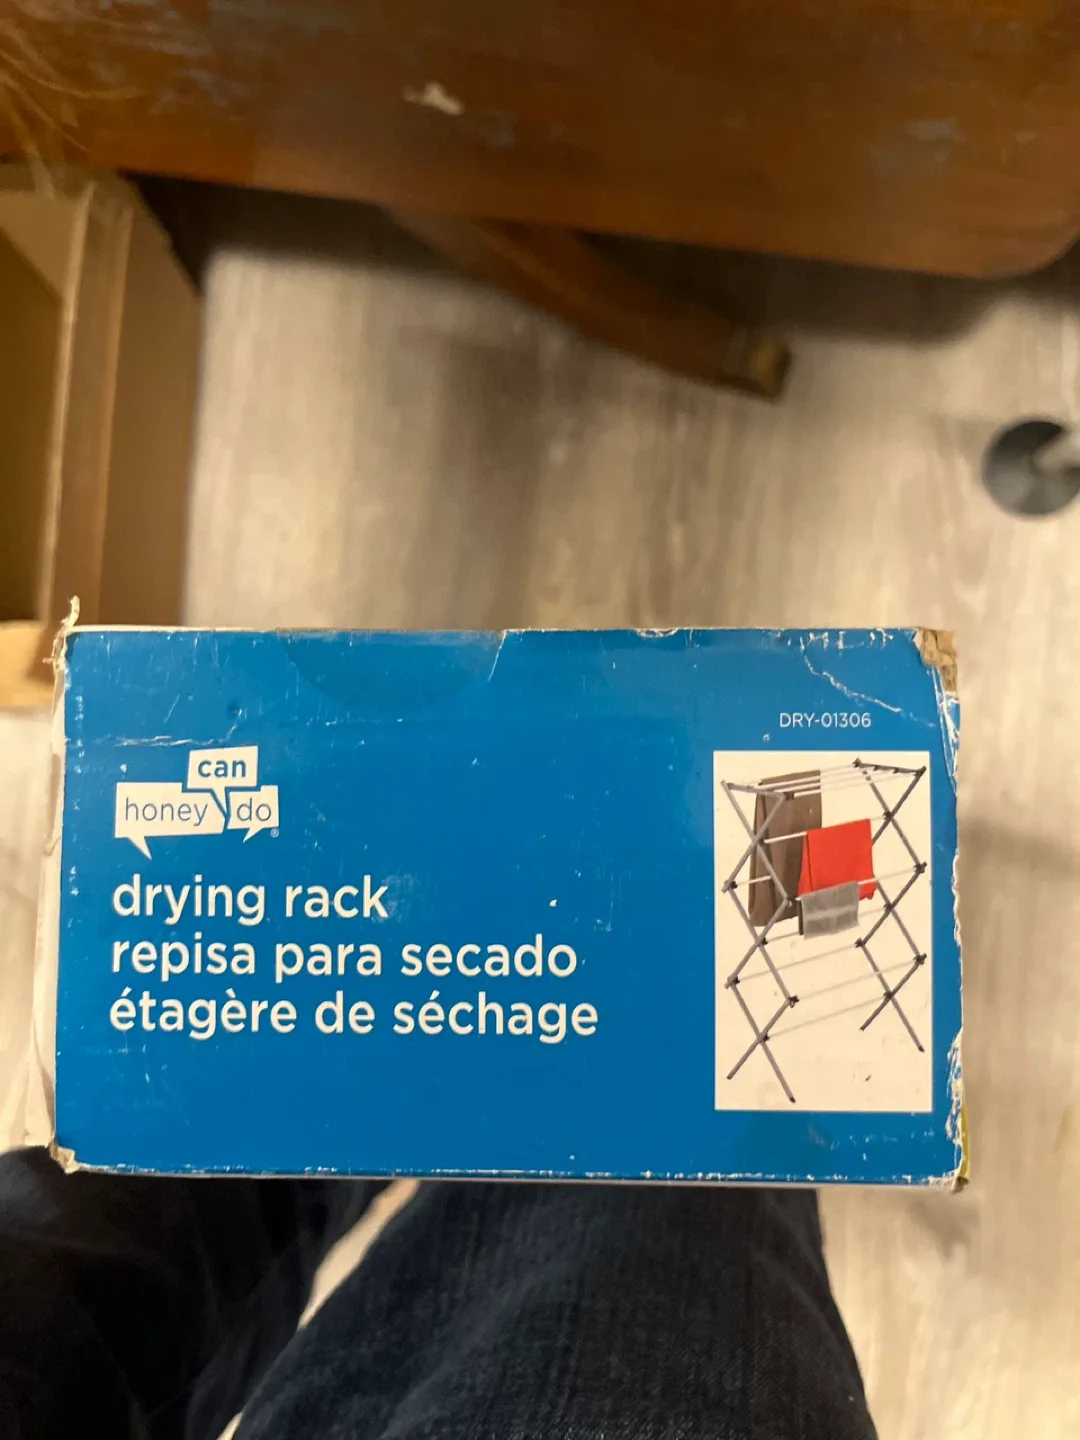 DRY-01306
can
honey do®
drying rack
repisa para secado
étagère de séchage